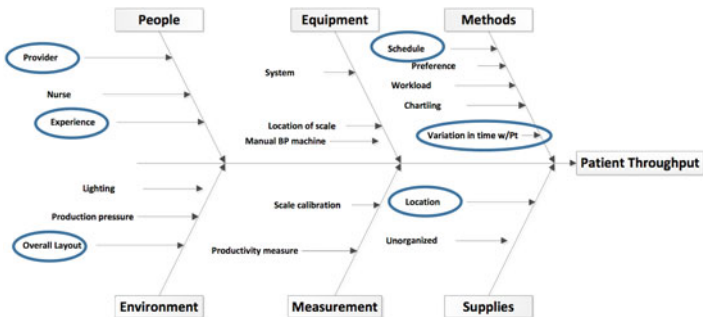 People
Equipment
Methods
Provider
Schedule
Preference
System
Workload
Nurse
Chartiing
Experience
Location of scale
Manual BP machine
Variation in time w/Pt
Patient Throughput
Lighting
Scale calibration
Location
Production pressure
Overall Layout
Productivity measure
Unorganized
Environment
Measurement
Supplies